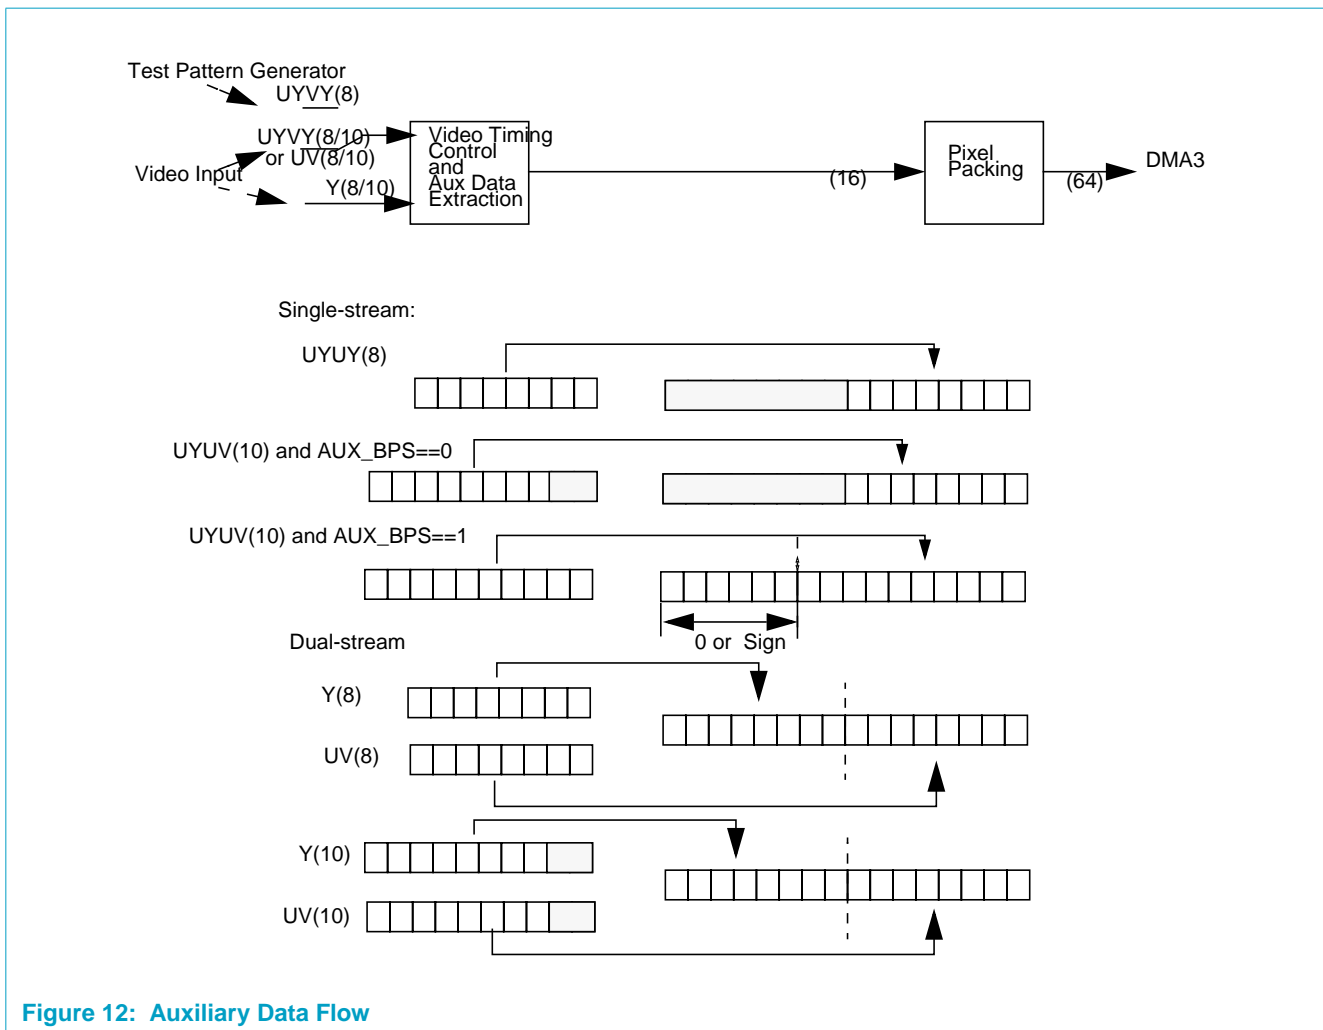 Test Pattern Generator
UYVY(8)
UYVY(8/10)
or UV(8/10)
Video Input
Y(8/10)
Video Timing
Control
and
Aux Data
Extraction
(16)
Pixel
Packing
(64)
DMA3
Single-stream:
UYUY(8)
UYUV(10) and AUX_BPS==0
UYUV(10) and AUX_BPS==1
0 or Sign
Dual-stream
Y(8)
UV(8)
Y(10)
UV(10)
Figure 12: Auxiliary Data Flow